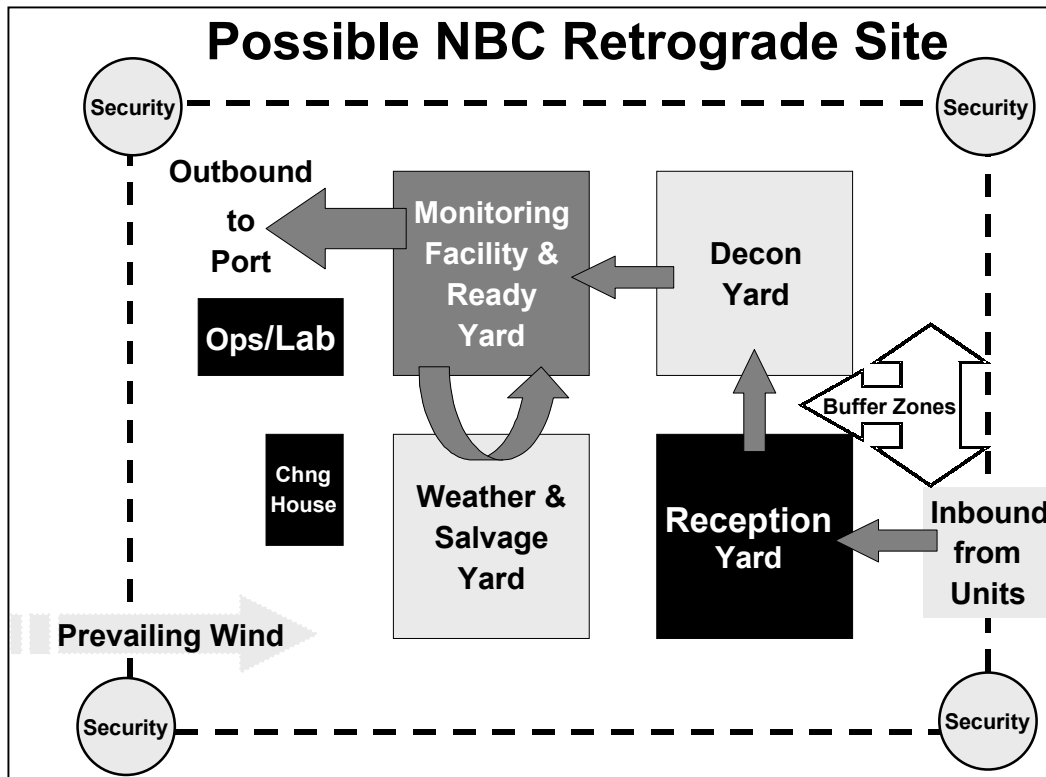 Possible NBC Retrograde Site
Security
Security
Outbound
to
Port
Monitoring
Facility &
Ready
Yard
Decon
Yard
Ops/Lab
Buffer Zones
Chng
House
Weather &
Salvage
Yard
Reception
Yard
Inbound
from
Units
Prevailing Wind
Security
Security